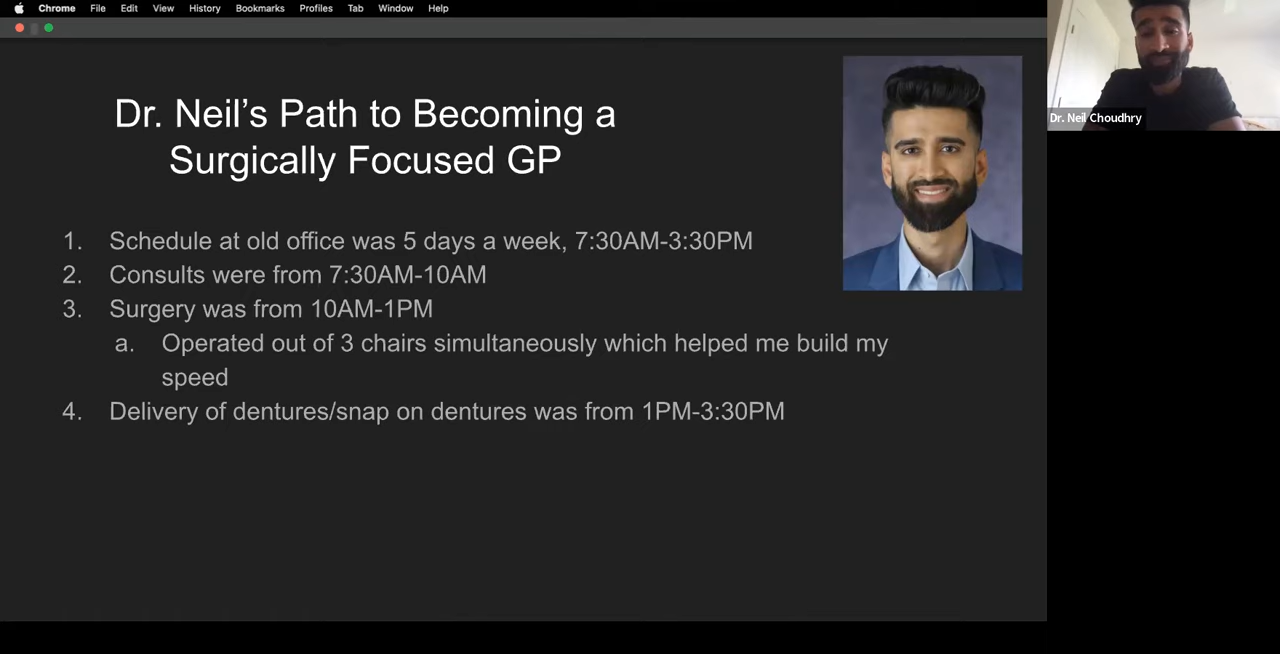 Chrome File Edit View History Bookmarks Profiles Tab Window Help
Dr. Neil’s Path to Becoming a
Surgically Focused GP
1. Schedule at old office was 5 days a week, 7:30AM-3:30PM
2. Consults were from 7:30AM-10AM
3. Surgery was from 10AM-1PM
a. Operated out of 3 chairs simultaneously which helped me build my
speed
4. Delivery of dentures/snap on dentures was from 1PM-3:30PM
Dr. Neil Choudhry